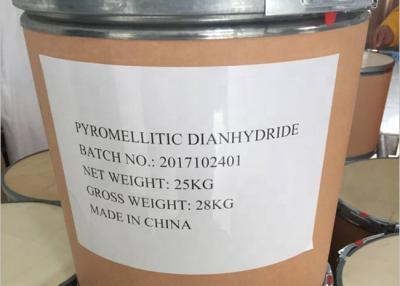 PYROMELLITIC DIANHYDRIDE
BATCH NO.: 2017102401
NET WEIGHT: 25KG
GROSS WEIGHT: 28KG
MADE IN CHINA